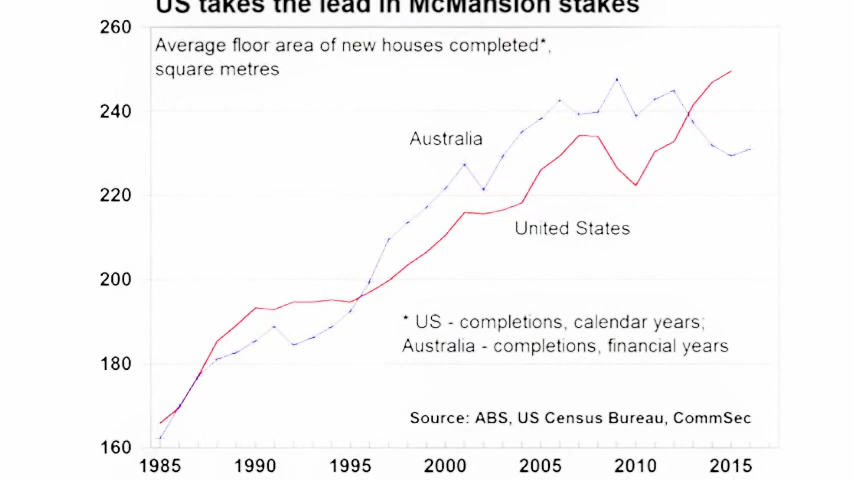 US takes the lead in McMansion stakes
260
Average floor area of new houses completed*,
square metres
240
Australia
220
United States
200
* US - completions, calendar years;
Australia - completions, financial years
180
Source: ABS, US Census Bureau, CommSec
160
1985 1990 1995 2000 2005 2010 2015